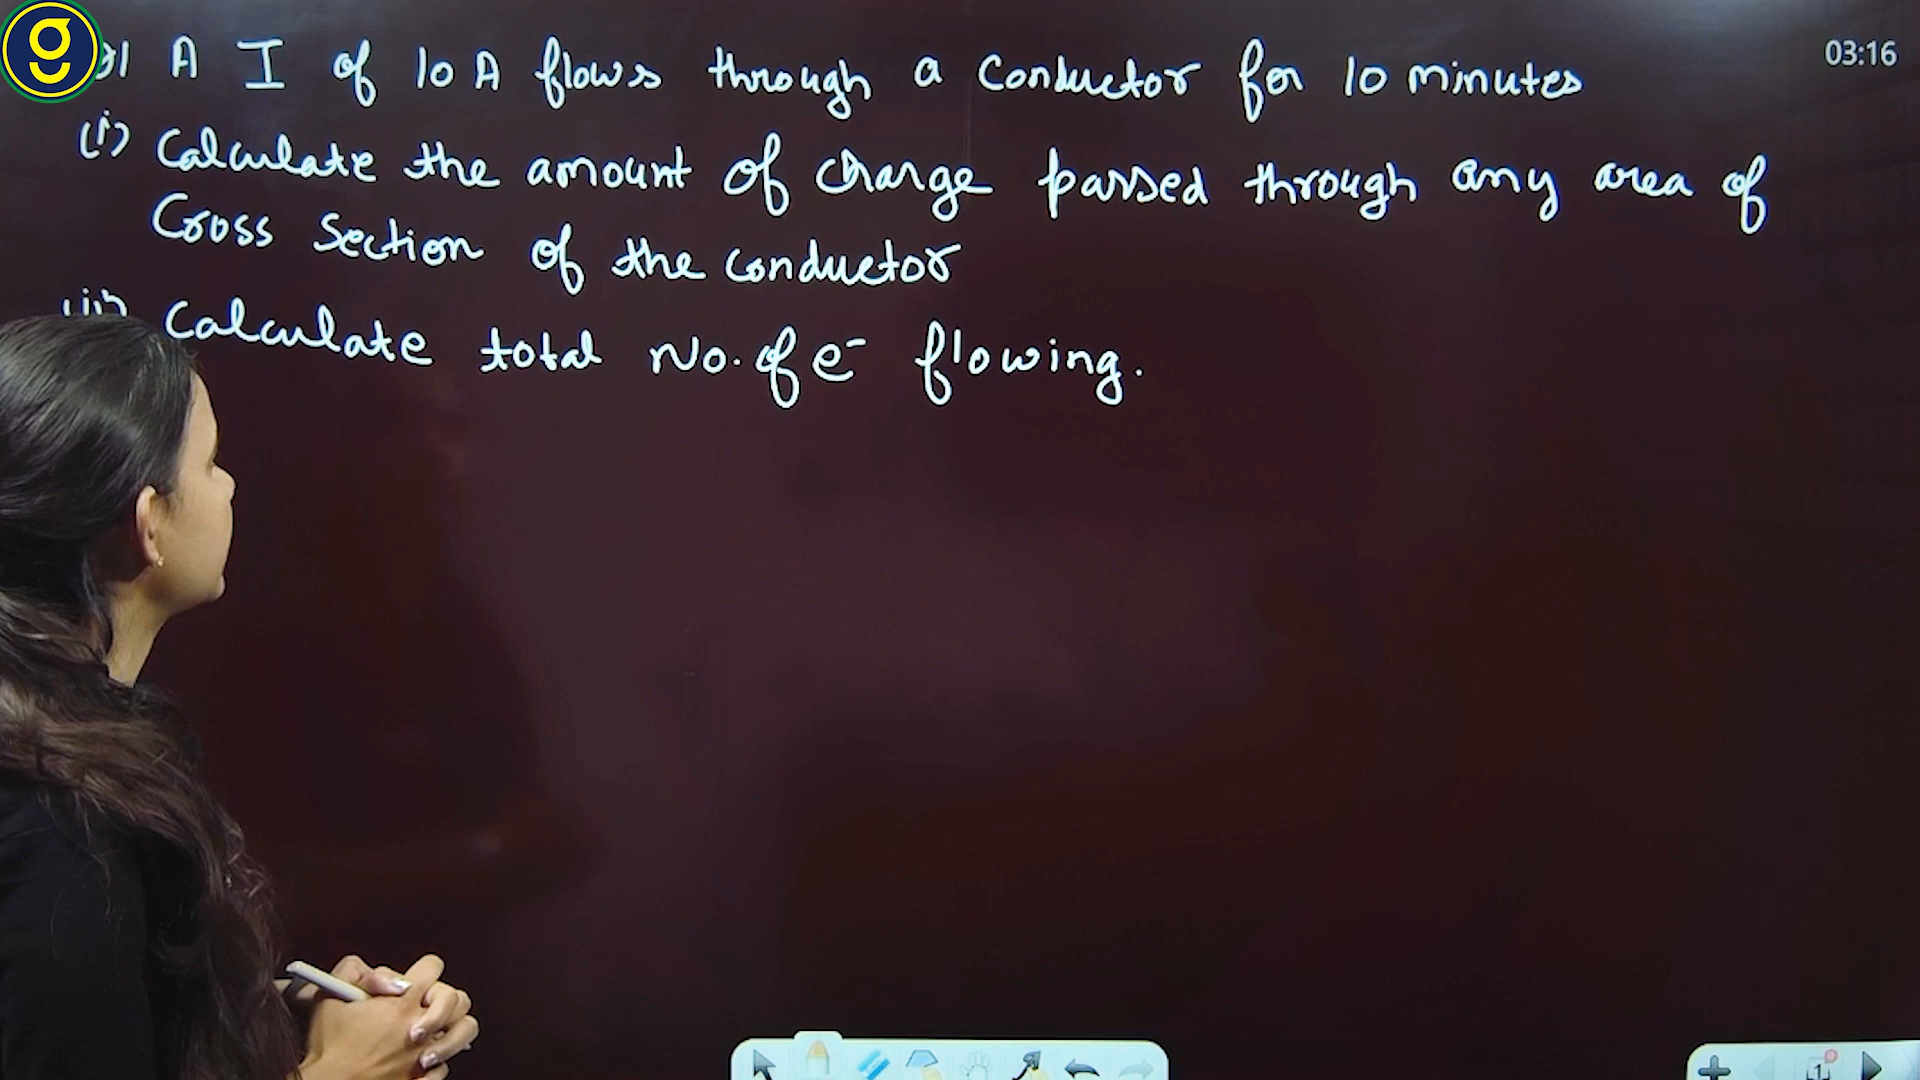 A I of 10 A flows through a conductor for 10 minutes
03:16
(i) Calculate the amount of charge passed through any area of
Cross Section of the conductor
(ii) Calculate total No. of e⁻ flowing.
1